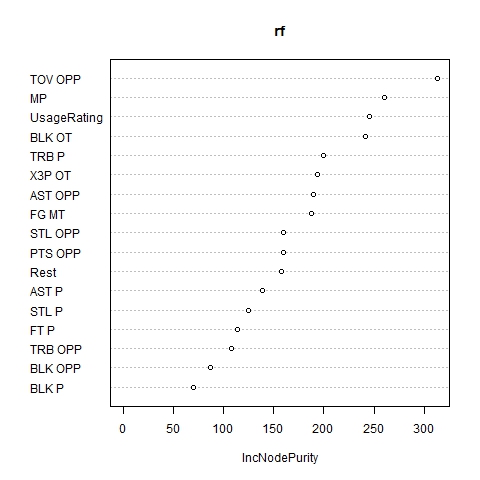 rf
TOV OPP
MP
UsageRating
BLK OT
TRB P
X3P OT
AST OPP
FG MT
STL OPP
PTS OPP
Rest
AST P
STL P
FT P
TRB OPP
BLK OPP
BLK P
0 50 100 150 200 250 300
IncNodePurity